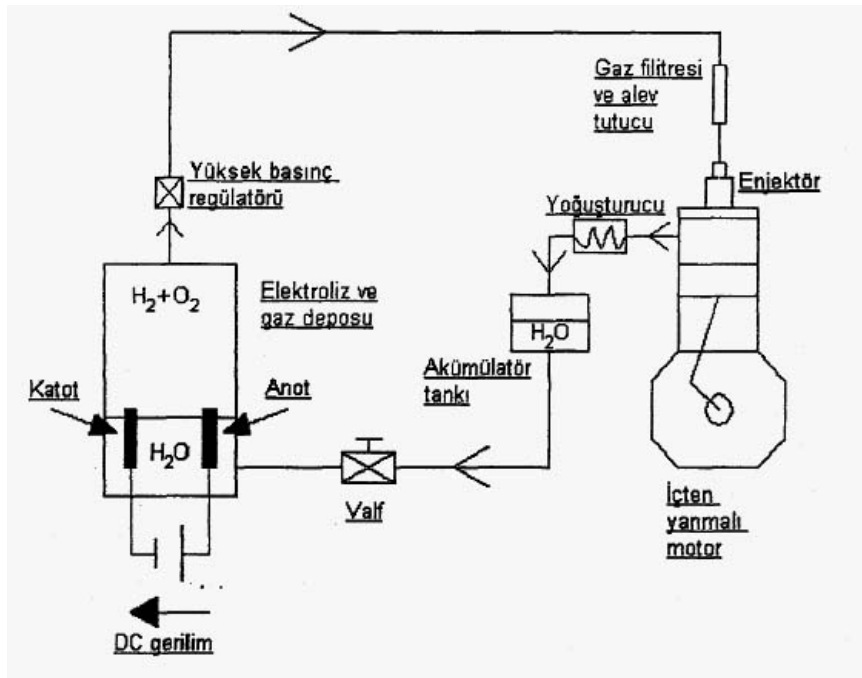 Gaz filitresi
ve alev
tutucu
Yüksek basınç
regülatörü
Enjektör
Yoğuşturucu
H₂+O₂
Elektroliz ve
gaz deposu
H₂O
Akümülatör
tankı
Katot
Anot
H₂O
Valf
İçten
yanmalı
motor
DC gerilim